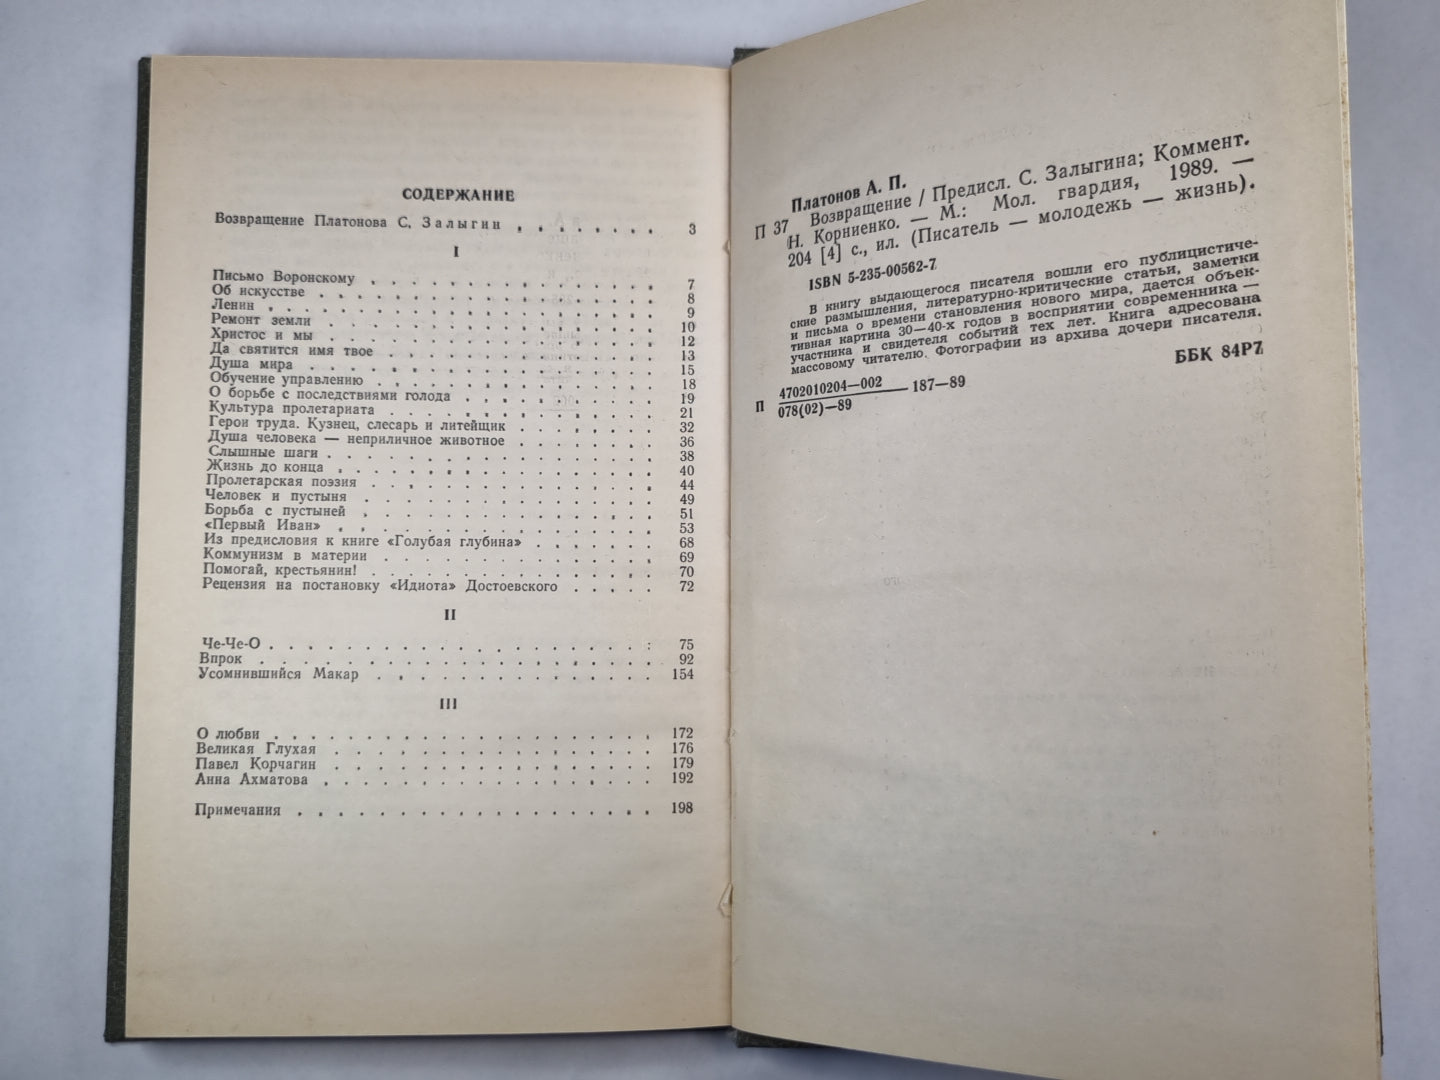 СОДЕРЖАНИЕ
Возвращение Платонова С. Залыгин . . . . . . . . 3
I
Письмо Воронскому . . . . . . . . . . . . . . . 7
Об искусстве . . . . . . . . . . . . . . . . . 8
Ленин . . . . . . . . . . . . . . . . . . . . 9
Ремонт земли . . . . . . . . . . . . . . . . . 10
Христос и мы . . . . . . . . . . . . . . . . . 12
Да святится имя твое . . . . . . . . . . . . . . 13
Душа мира . . . . . . . . . . . . . . . . . . 15
Обучение управлению . . . . . . . . . . . . . . 18
О борьбе с последствиями голода . . . . . . . . . . 19
Культура пролетариата . . . . . . . . . . . . . . 21
Герои труда. Кузнец, слесарь и литейщик . . . . . . . 32
Душа человека — неприличное животное . . . . . . . 36
Слышные шаги . . . . . . . . . . . . . . . . . 38
Жизнь до конца . . . . . . . . . . . . . . . . 40
Пролетарская поэзия . . . . . . . . . . . . . . . 44
Человек и пустыня . . . . . . . . . . . . . . . 49
Борьба с пустыней . . . . . . . . . . . . . . . 51
«Первый Иван» . . . . . . . . . . . . . . . . 53
Из предисловия к книге «Голубая глубина» . . . . . . 68
Коммунизм в материи . . . . . . . . . . . . . . 69
Помогай, крестьянин! . . . . . . . . . . . . . . 70
Рецензия на постановку «Идиота» Достоевского . . . . . 72
II
Че-Че-О . . . . . . . . . . . . . . . . . . . 75
Впрок . . . . . . . . . . . . . . . . . . . . 92
Усомнившийся Макар . . . . . . . . . . . . . . 154
III
О любви . . . . . . . . . . . . . . . . . . . 172
Великая Глухая . . . . . . . . . . . . . . . . 176
Павел Корчагин . . . . . . . . . . . . . . . . 179
Анна Ахматова . . . . . . . . . . . . . . . . 192
Примечания . . . . . . . . . . . . . . . . . . 198
Платонов А. П.
П 37 Возвращение / Предисл. С. Залыгина; Коммент.
Н. Корниенко. — М.: Мол. гвардия, 1989. —
204 [4] с., ил. (Писатель — молодежь — жизнь).
ISBN 5-235-00562-7
В книгу выдающегося писателя вошли его публицистиче-
ские размышления, литературно-критические статьи, заметки
и письма о времени становления нового мира, дается объек-
тивная картина 30—40-х годов в восприятии современника —
участника и свидетеля событий тех лет. Книга адресована
массовому читателю. Фотографии из архива дочери писателя.
ББК 84Р7
П 4702010204—002 187—89
078(02)—89